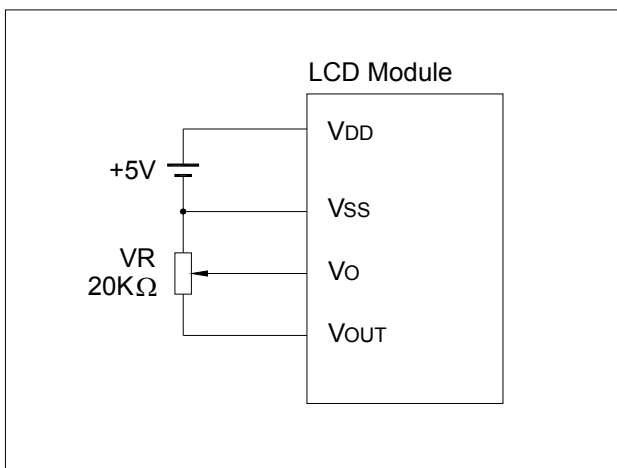 LCD Module
VDD
+5V
VSS
VR
20KΩ
VO
VOUT